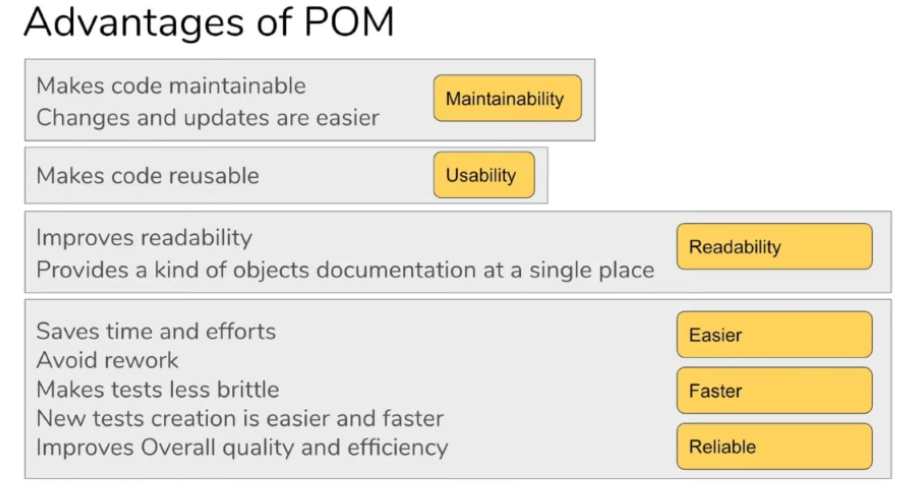 Advantages of POM
Makes code maintainable
Changes and updates are easier
Maintainability
Makes code reusable
Usability
Improves readability
Provides a kind of objects documentation at a single place
Readability
Saves time and efforts
Avoid rework
Makes tests less brittle
New tests creation is easier and faster
Improves Overall quality and efficiency
Easier
Faster
Reliable